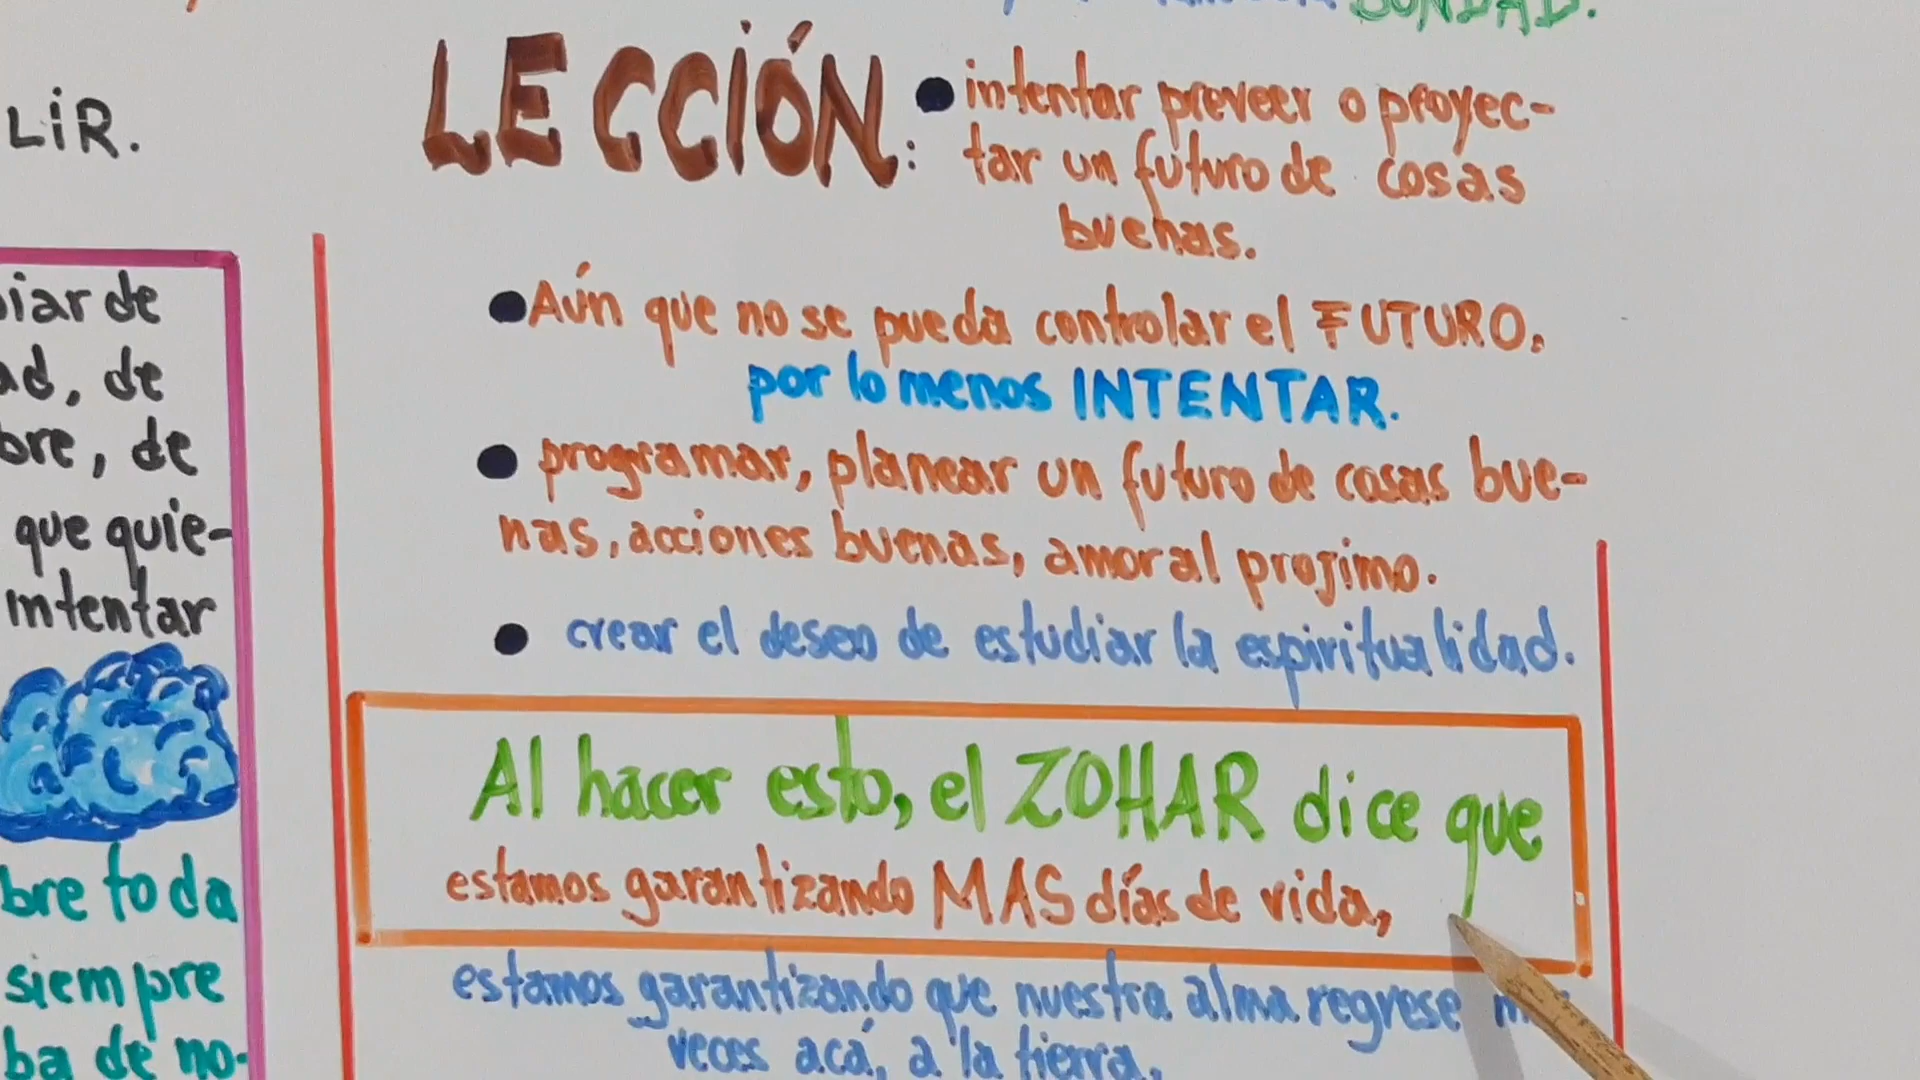 BONDAD.
LIR.
iar de
ad, de
bre, de
que quie-
intentar
bre toda
siempre
ba de no-
LECCIÓN: • intentar preveer o proyec-
tar un futuro de cosas
buenas.
• Aún que no se pueda controlar el FUTURO,
por lo menos INTENTAR.
• programar, planear un futuro de cosas bue-
nas, acciones buenas, amor al projimo.
• crear el deseo de estudiar la espiritualidad.
Al hacer esto, el ZOHAR dice que
estamos garantizando MAS días de vida,
estamos garantizando que nuestra alma regrese
veces acá, a la tierra.